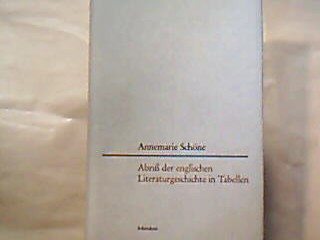 Annemarie Schöne
Abriß der englischen
Literaturgeschichte in Tabellen